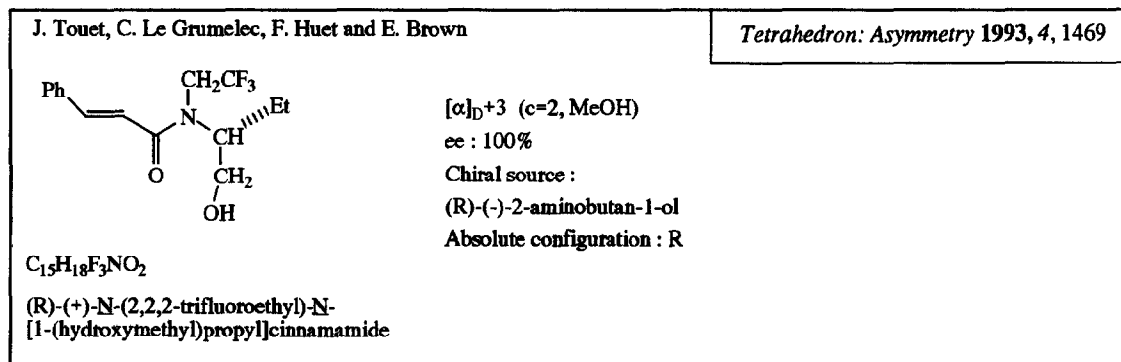 J. Touet, C. Le Grumelec, F. Huet and E. Brown
Tetrahedron: Asymmetry 1993, 4, 1469
Ph
CH₂CF₃
N
Et
CH
O
CH₂
OH
[α]D+3 (c=2, MeOH)
ee : 100%
Chiral source :
(R)-(-)-2-aminobutan-1-ol
Absolute configuration : R
C₁₅H₁₈F₃NO₂
(R)-(+)-N-(2,2,2-trifluoroethyl)-N-
[1-(hydroxymethyl)propyl]cinnamamide